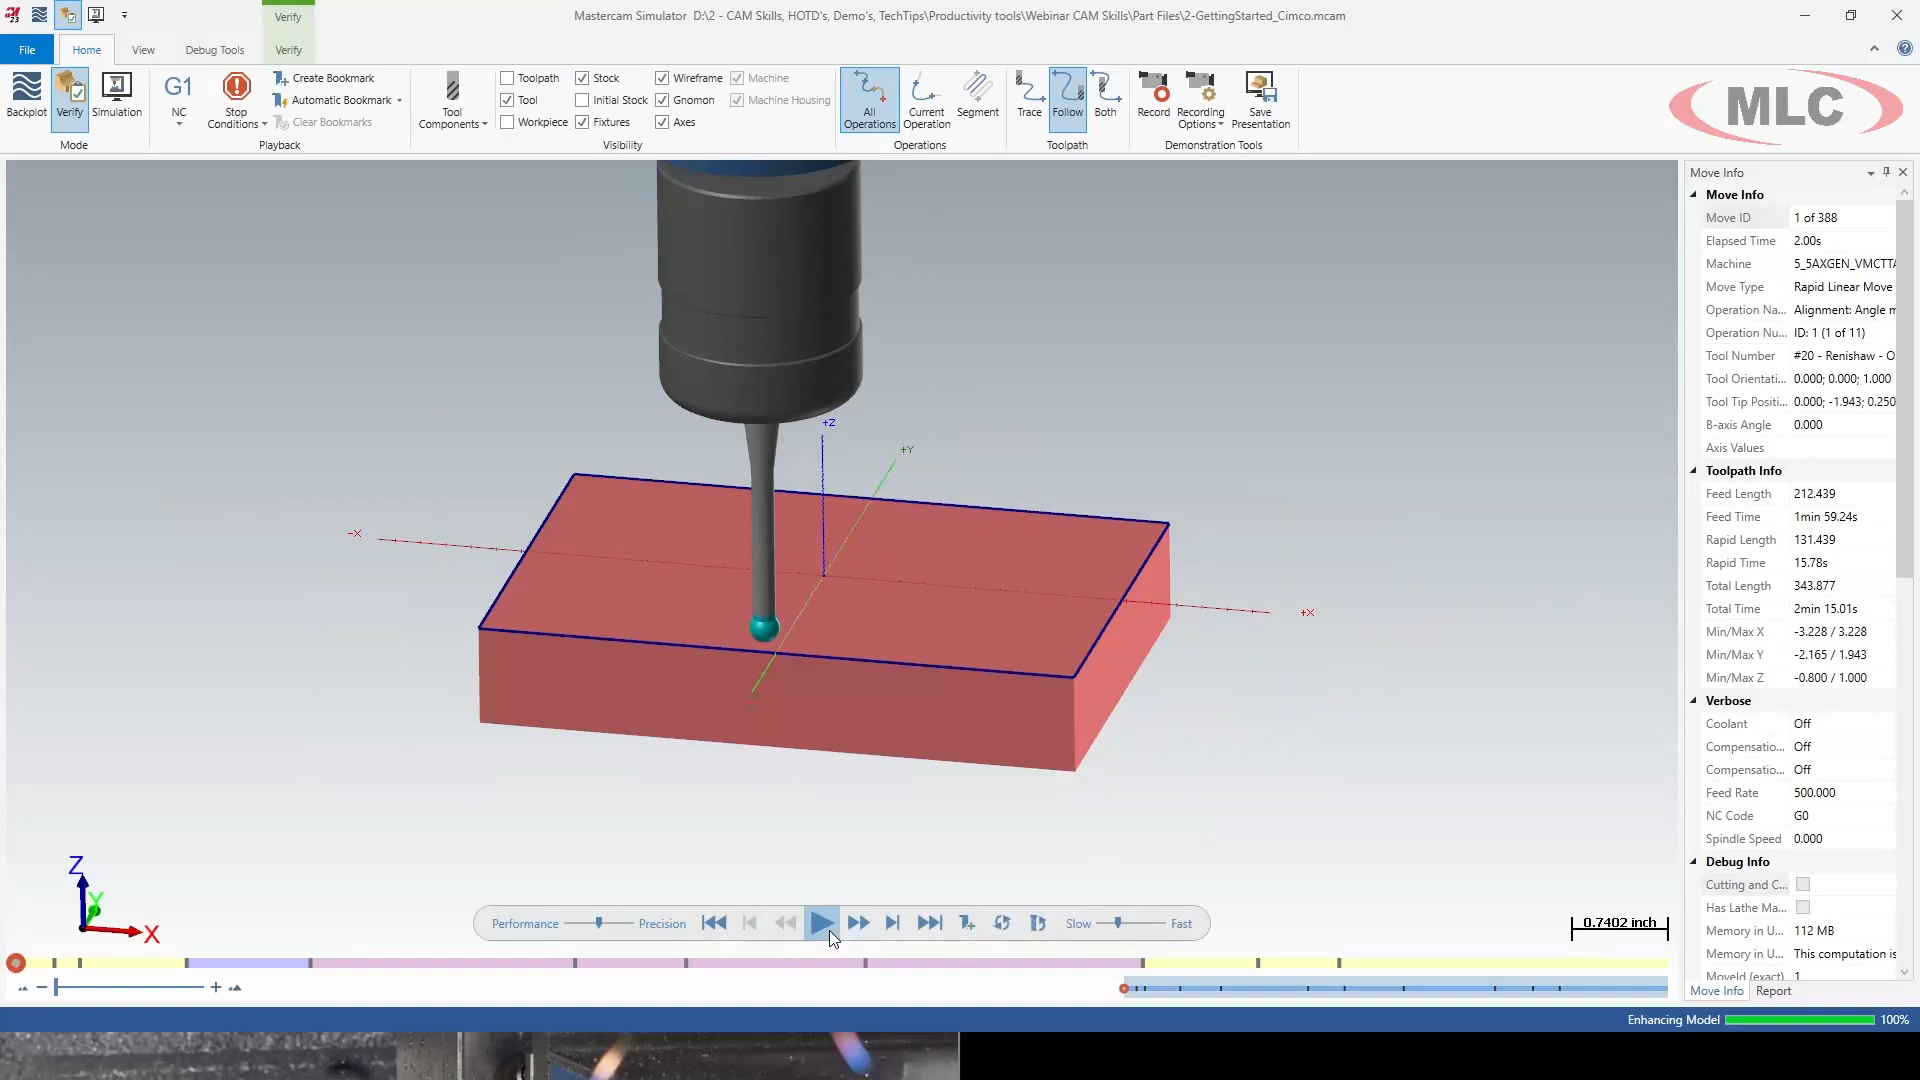 Verify
Mastercam Simulator D:\2 - CAM Skills, HOTD's, Demo's, TechTips\Productivity tools\Webinar CAM Skills\Part Files\2-GettingStarted_Cimco.mcam
File Home View Debug Tools Verify
Backplot Verify Simulation
Mode
G1 NC
Stop Conditions
Create Bookmark
Automatic Bookmark
Clear Bookmarks
Playback
Tool Components
Toolpath Stock Wireframe Machine
Tool Initial Stock Gnomon Machine Housing
Workpiece Fixtures Axes
Visibility
All Operations Current Operation Segment
Operations
Trace Follow Both
Toolpath
Record Recording Options Save Presentation
Demonstration Tools
MLC
+Z
+Y
-X
+X
Z
Y
X
Move Info
Move Info
Move ID 1 of 388
Elapsed Time 2.00s
Machine 5_5AXGEN_VMCTTA
Move Type Rapid Linear Move
Operation Na... Alignment: Angle m
Operation Nu... ID: 1 (1 of 11)
Tool Number #20 - Renishaw - O
Tool Orientati... 0.000; 0.000; 1.000
Tool Tip Positi... 0.000; -1.943; 0.250
B-axis Angle 0.000
Axis Values
Toolpath Info
Feed Length 212.439
Feed Time 1min 59.24s
Rapid Length 131.439
Rapid Time 15.78s
Total Length 343.877
Total Time 2min 15.01s
Min/Max X -3.228 / 3.228
Min/Max Y -2.165 / 1.943
Min/Max Z -0.800 / 1.000
Verbose
Coolant Off
Compensatio... Off
Compensatio... Off
Feed Rate 500.000
NC Code G0
Spindle Speed 0.000
Debug Info
Cutting and C...
Has Lathe Ma...
Memory in U... 112 MB
Memory in U... This computation is
MoveId (exact) 1
Move Info Report
Performance Precision Slow Fast
0.7402 inch
Enhancing Model 100%